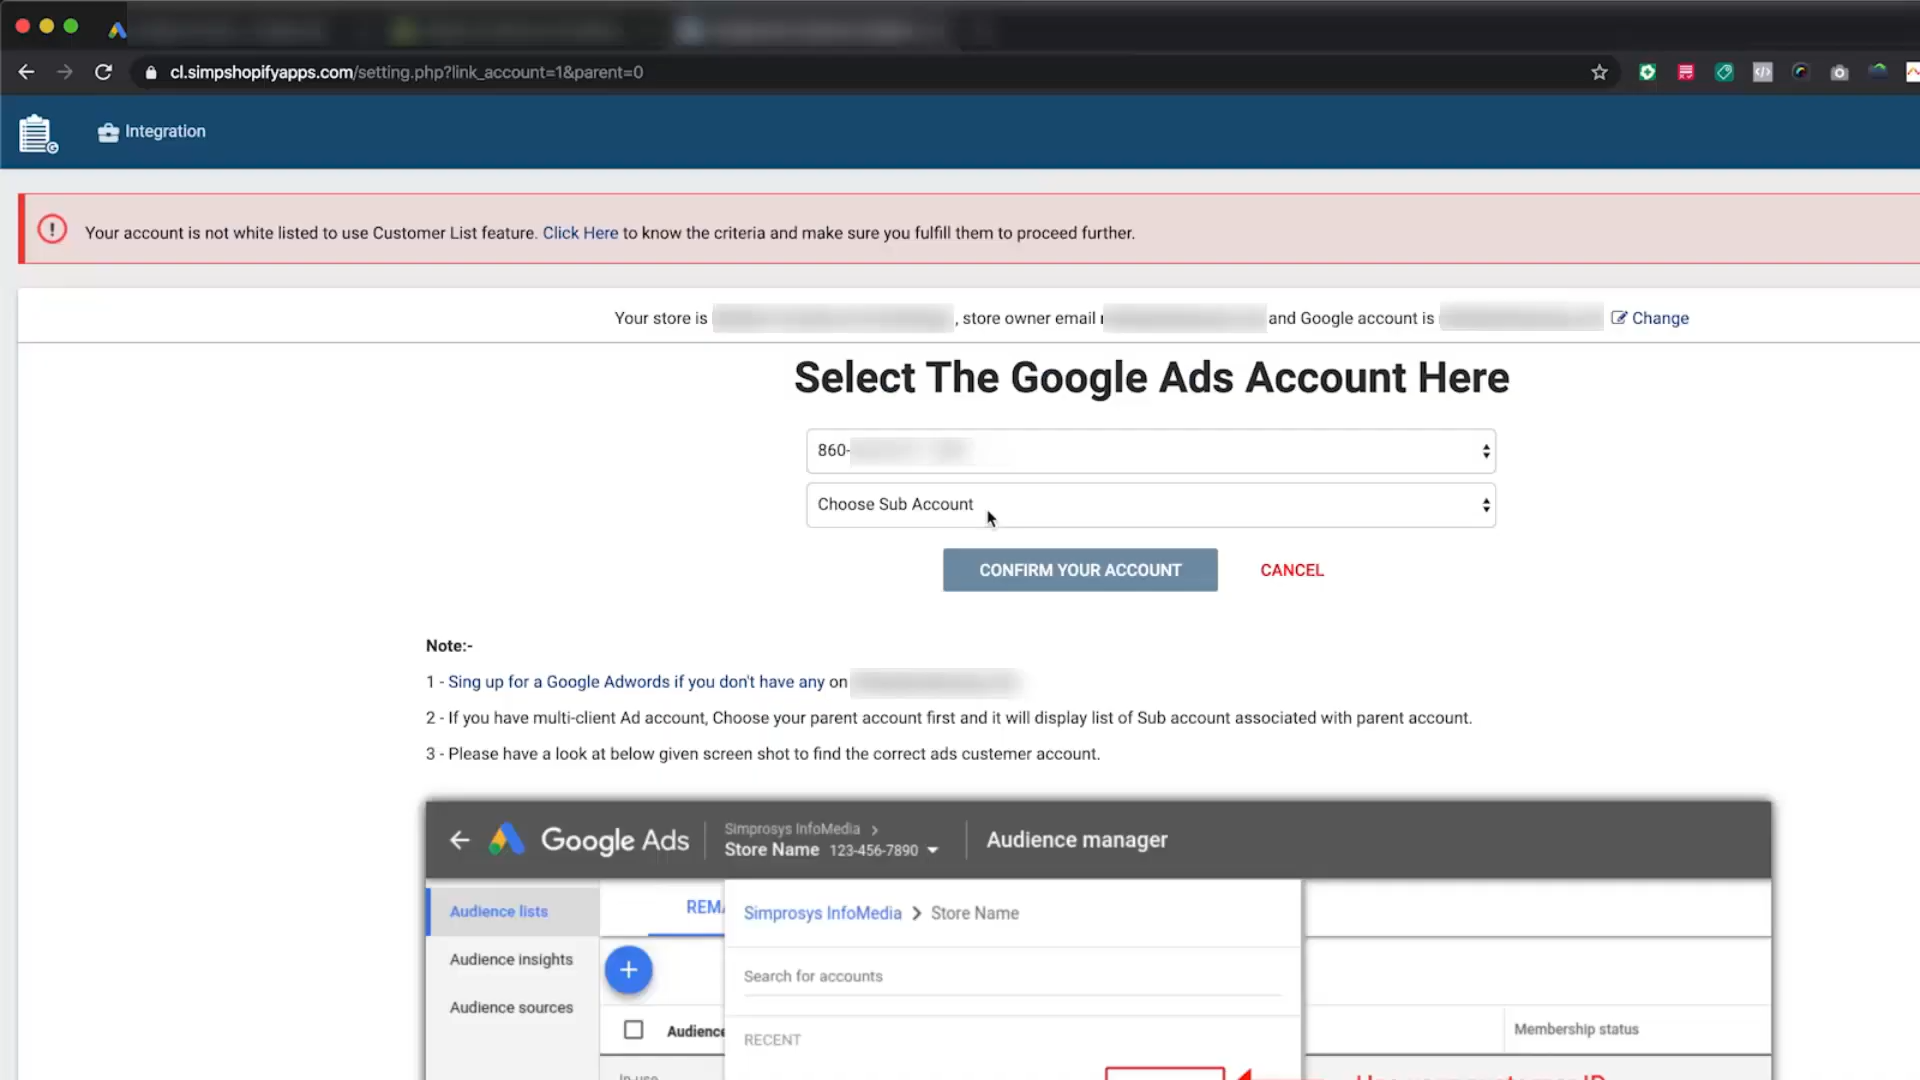 cl.simpshopifyapps.com/setting.php?link_account=1&parent=0
Integration
Your account is not white listed to use Customer List feature. Click Here to know the criteria and make sure you fulfill them to proceed further.
Your store is , store owner email and Google account is Change
Select The Google Ads Account Here
860-
Choose Sub Account
CONFIRM YOUR ACCOUNT CANCEL
Note:-
1 - Sing up for a Google Adwords if you don't have any on
2 - If you have multi-client Ad account, Choose your parent account first and it will display list of Sub account associated with parent account.
3 - Please have a look at below given screen shot to find the correct ads customer account.
Google Ads
Simprosys InfoMedia >
Store Name 123-456-7890
Audience manager
Audience lists
Audience insights
Audience sources
REMA
Simprosys InfoMedia > Store Name
Search for accounts
Audience
RECENT
Membership status
In use